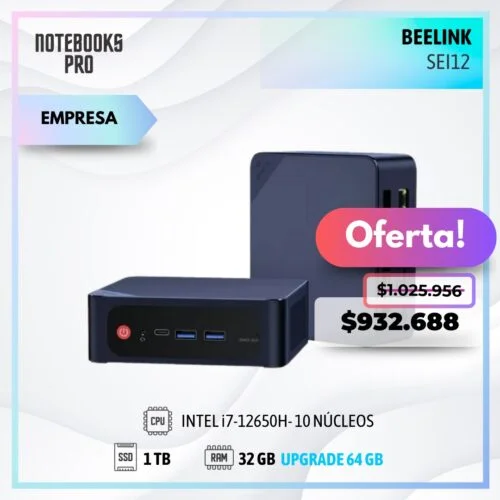 NOTEBOOKS
PRO
BEELINK
SEI12
EMPRESA
Oferta!
$1.025.956
$932.688
CPU
INTEL i7-12650H- 10 NÚCLEOS
SSD
1 TB
RAM
32 GB UPGRADE 64 GB